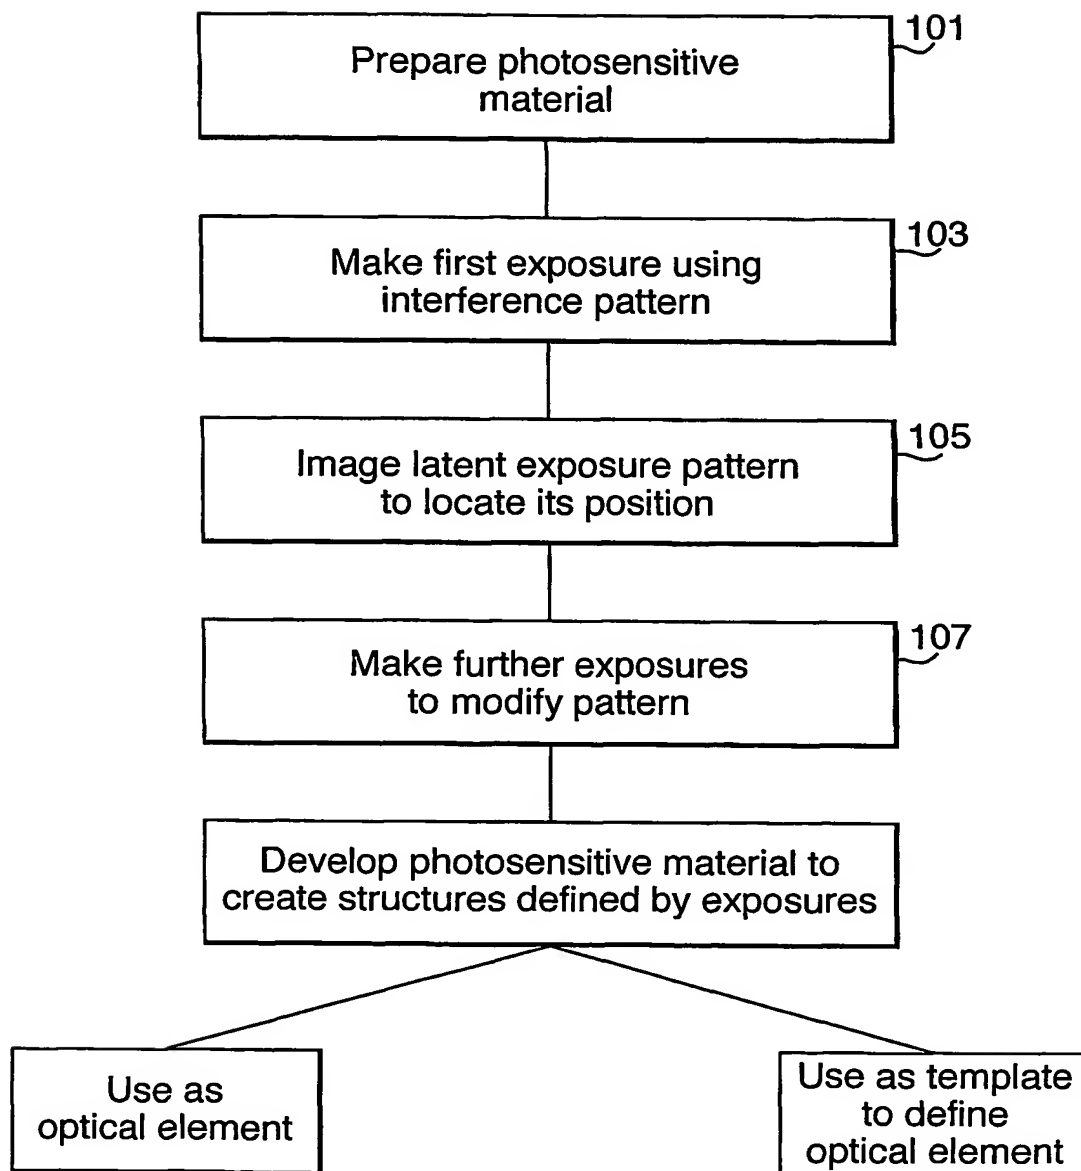 101
Prepare photosensitive
material
103
Make first exposure using
interference pattern
105
Image latent exposure pattern
to locate its position
107
Make further exposures
to modify pattern
Develop photosensitive material to
create structures defined by exposures
Use as
optical element
Use as template
to define
optical element